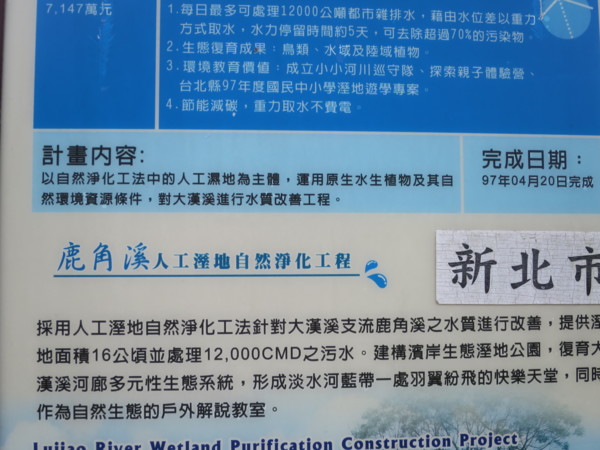 7,147萬元
1.每日最多可處理12000公噸都市雜排水，藉由水位差以重力
方式取水，水力停留時間約5天，可去除超過70%的污染物。
2.生態復育成果：鳥類、水域及陸域植物。
3.環境教育價值：成立小小河川巡守隊、探索親子體驗營、
台北縣97年度國民中小學溼地遊學專案。
4.節能減碳，重力取水不費電。
計畫內容:
以自然淨化工法中的人工濕地為主體，運用原生水生植物及其自
然環境資源條件，對大漢溪進行水質改善工程。
完成日期：
97年04月20日完成
鹿角溪人工溼地自然淨化工程
新北市
採用人工溼地自然淨化工法針對大漢溪支流鹿角溪之水質進行改善，提供溼
地面積16公頃並處理12,000CMD之污水。建構濱岸生態溼地公園，復育大
漢溪河廊多元性生態系統，形成淡水河藍帶一處羽翼紛飛的快樂天堂，同時
作為自然生態的戶外解說教室。
Lujiao River Wetland Purification Construction Project